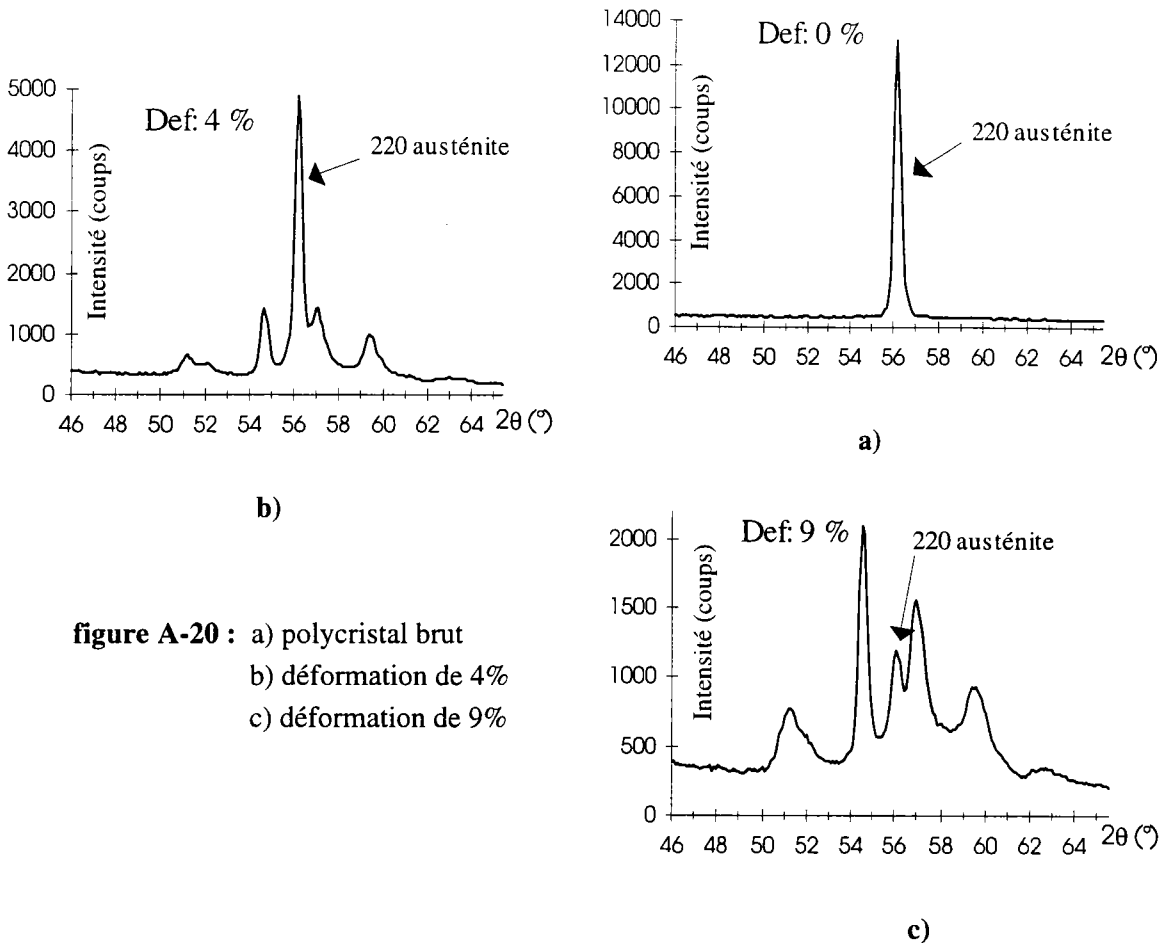 14000
12000
10000
8000
6000
4000
2000
0
Def: 0 %
220 austénite
Intensité (coups)
46 48 50 52 54 56 58 60 62 64 2θ (°)
a)
5000
4000
3000
2000
1000
0
Def: 4 %
220 austénite
Intensité (coups)
46 48 50 52 54 56 58 60 62 64 2θ (°)
b)
2000
1500
1000
500
0
Def: 9 %
220 austénite
Intensité (coups)
46 48 50 52 54 56 58 60 62 64 2θ (°)
c)
figure A-20 : a) polycristal brut
b) déformation de 4%
c) déformation de 9%